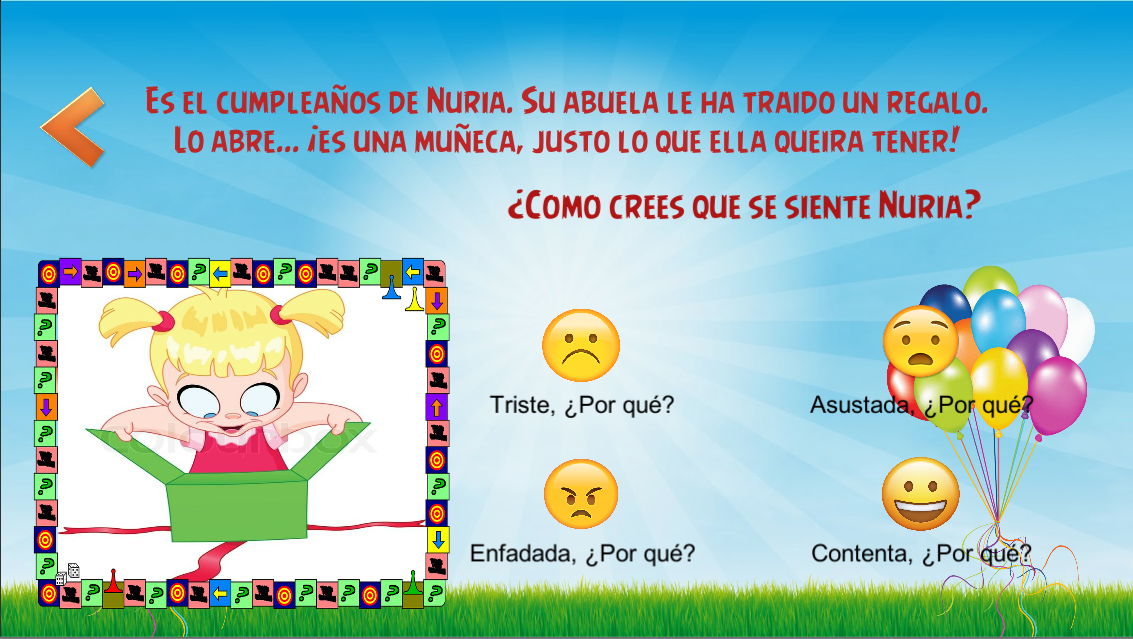 Es el cumpleaños de Nuria. Su abuela le ha traido un regalo.
Lo abre... ¡es una muñeca, justo lo que ella queira tener!
¿Como crees que se siente Nuria?
Triste, ¿Por qué?
Asustada, ¿Por qué?
Enfadada, ¿Por qué?
Contenta, ¿Por qué?
colourbox